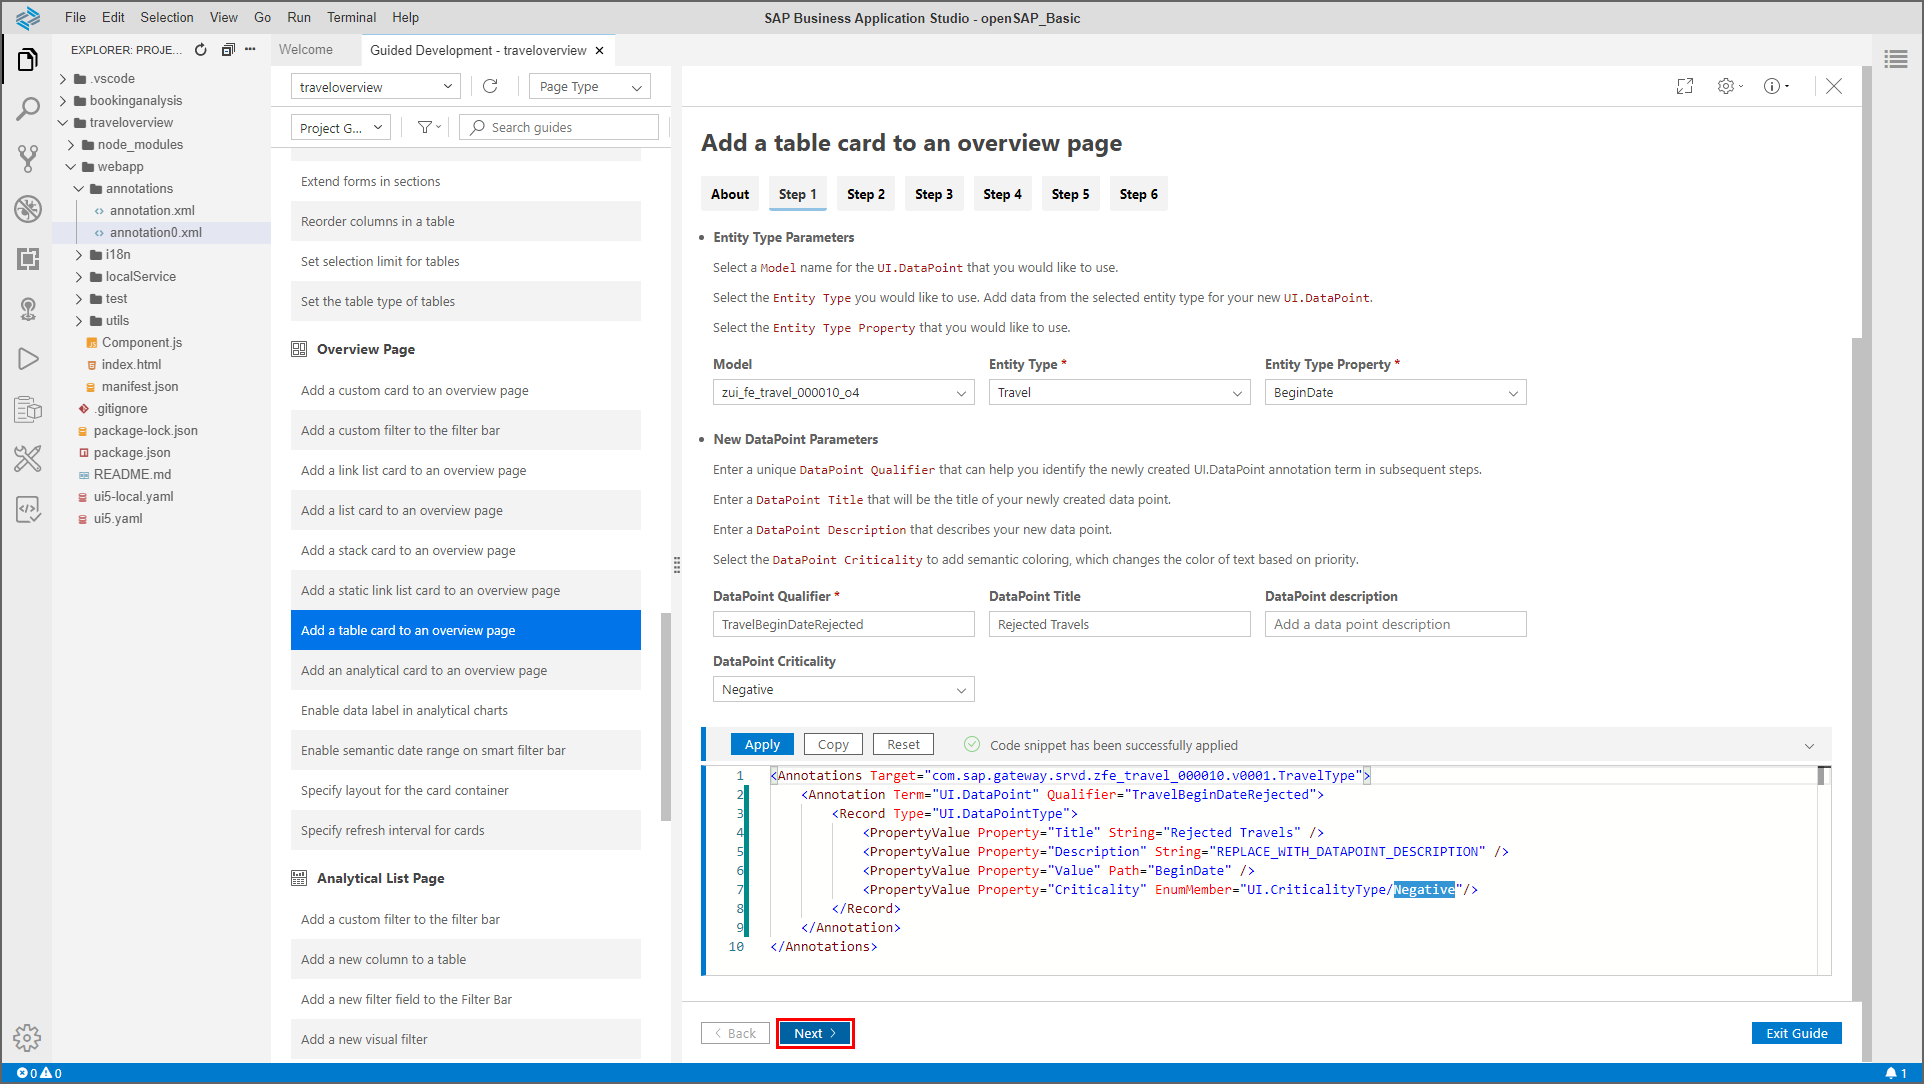 File Edit Selection View Go Run Terminal Help
SAP Business Application Studio - openSAP_Basic
EXPLORER: PROJE...
.vscode
bookinganalysis
traveloverview
node_modules
webapp
annotations
annotation.xml
annotation0.xml
i18n
localService
test
utils
Component.js
index.html
manifest.json
.gitignore
package-lock.json
package.json
README.md
ui5-local.yaml
ui5.yaml
Welcome
Guided Development - traveloverview
traveloverview
Page Type
Project G...
Search guides
Extend forms in sections
Reorder columns in a table
Set selection limit for tables
Set the table type of tables
Overview Page
Add a custom card to an overview page
Add a custom filter to the filter bar
Add a link list card to an overview page
Add a list card to an overview page
Add a stack card to an overview page
Add a static link list card to an overview page
Add a table card to an overview page
Add an analytical card to an overview page
Enable data label in analytical charts
Enable semantic date range on smart filter bar
Specify layout for the card container
Specify refresh interval for cards
Analytical List Page
Add a custom filter to the filter bar
Add a new column to a table
Add a new filter field to the Filter Bar
Add a new visual filter
Add a table card to an overview page
About Step 1 Step 2 Step 3 Step 4 Step 5 Step 6
• Entity Type Parameters
Select a Model name for the UI.DataPoint that you would like to use.
Select the Entity Type you would like to use. Add data from the selected entity type for your new UI.DataPoint.
Select the Entity Type Property that you would like to use.
Model Entity Type * Entity Type Property *
zui_fe_travel_000010_o4 Travel BeginDate
• New DataPoint Parameters
Enter a unique DataPoint Qualifier that can help you identify the newly created UI.DataPoint annotation term in subsequent steps.
Enter a DataPoint Title that will be the title of your newly created data point.
Enter a DataPoint Description that describes your new data point.
Select the DataPoint Criticality to add semantic coloring, which changes the color of text based on priority.
DataPoint Qualifier * DataPoint Title DataPoint description
TravelBeginDateRejected Rejected Travels Add a data point description
DataPoint Criticality
Negative
Apply Copy Reset Code snippet has been successfully applied
1 <Annotations Target="com.sap.gateway.srvd.zfe_travel_000010.v0001.TravelType">
2 <Annotation Term="UI.DataPoint" Qualifier="TravelBeginDateRejected">
3 <Record Type="UI.DataPointType">
4 <PropertyValue Property="Title" String="Rejected Travels" />
5 <PropertyValue Property="Description" String="REPLACE_WITH_DATAPOINT_DESCRIPTION" />
6 <PropertyValue Property="Value" Path="BeginDate" />
7 <PropertyValue Property="Criticality" EnumMember="UI.CriticalityType/Negative"/>
8 </Record>
9 </Annotation>
10 </Annotations>
Back Next Exit Guide
0 0 1